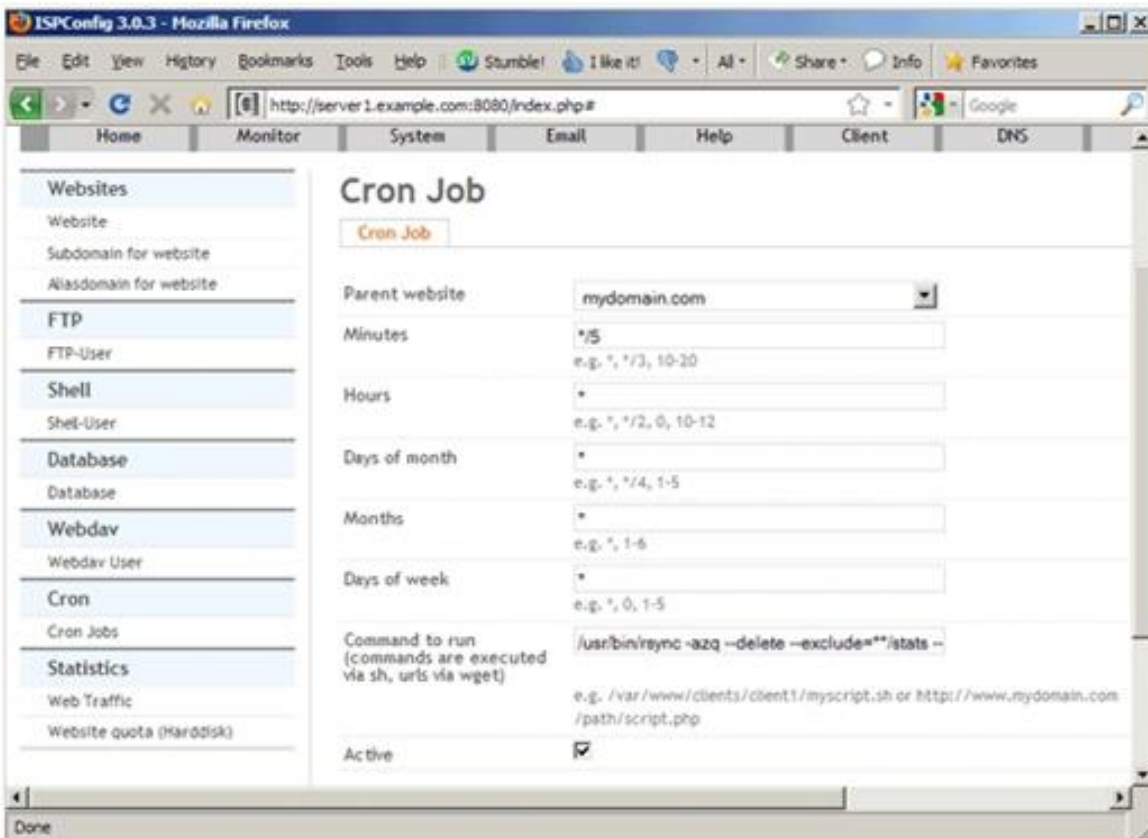 ISPConfig 3.0.3 - Mozilla Firefox
File Edit View History Bookmarks Tools Help Stumble! I like it! All Share Info Favorites
http://server1.example.com:8080/index.php# Google
Home Monitor System Email Help Client DNS
Websites
Website
Subdomain for website
Aliasdomain for website
FTP
FTP-User
Shell
Shell-User
Database
Database
Webdav
Webdav User
Cron
Cron Jobs
Statistics
Web Traffic
Website quota (Harddisk)
Cron Job
Cron Job
Parent website mydomain.com
Minutes */5
e.g. *, */3, 10-20
Hours *
e.g. *, */2, 0, 10-12
Days of month *
e.g. *, */4, 1-5
Months *
e.g. *, 1-6
Days of week *
e.g. *, 0, 1-5
Command to run
(commands are executed
via sh, urls via wget)
/usr/bin/rsync -azq --delete --exclude=**/stats --
e.g. /var/www/clients/client1/myscript.sh or http://www.mydomain.com
/path/script.php
Active
Done